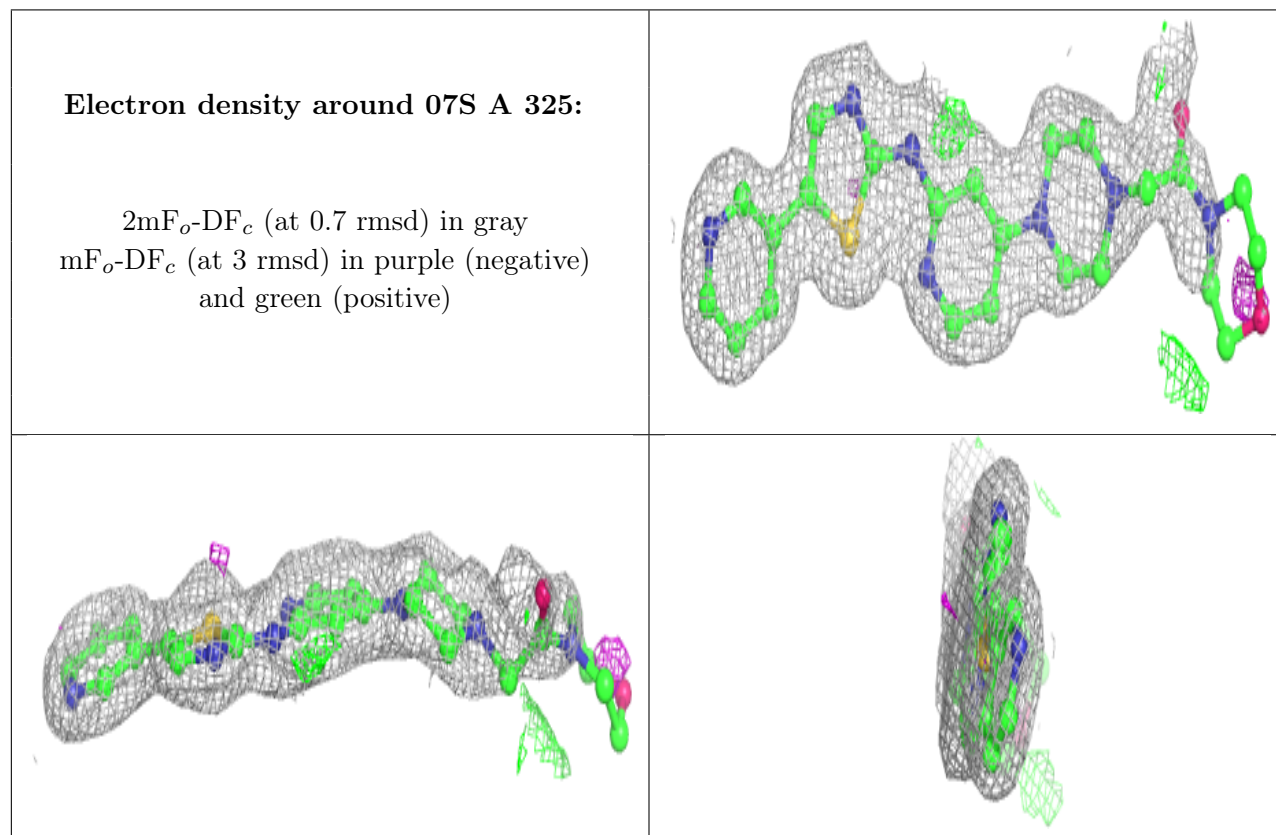 Electron density around 07S A 325:
2mFo-DFc (at 0.7 rmsd) in gray
mFo-DFc (at 3 rmsd) in purple (negative)
and green (positive)